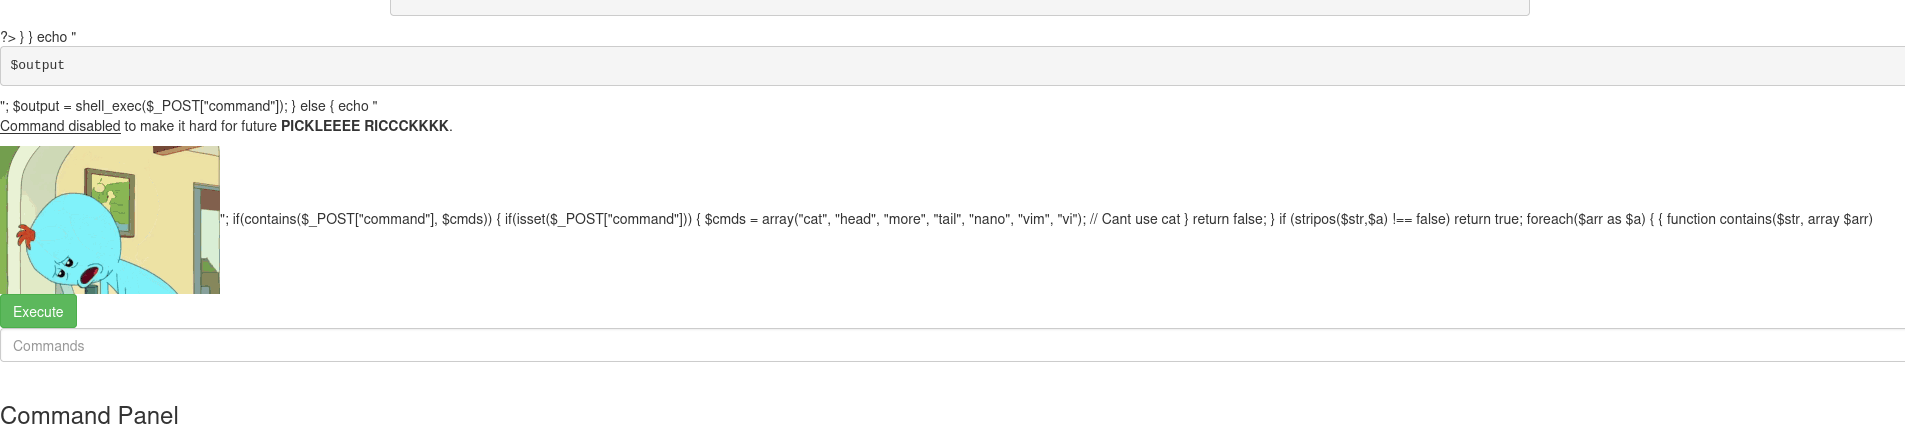 ?> } } echo "
$output
"; $output = shell_exec($_POST["command"]); } else { echo "
Command disabled to make it hard for future PICKLEEEE RICCCKKKK.
"; if(contains($_POST["command"], $cmds)) { if(isset($_POST["command"])) { $cmds = array("cat", "head", "more", "tail", "nano", "vim", "vi"); // Cant use cat } return false; } if (stripos($str,$a) !== false) return true; foreach($arr as $a) { { function contains($str, array $arr)
Execute
Commands
Command Panel